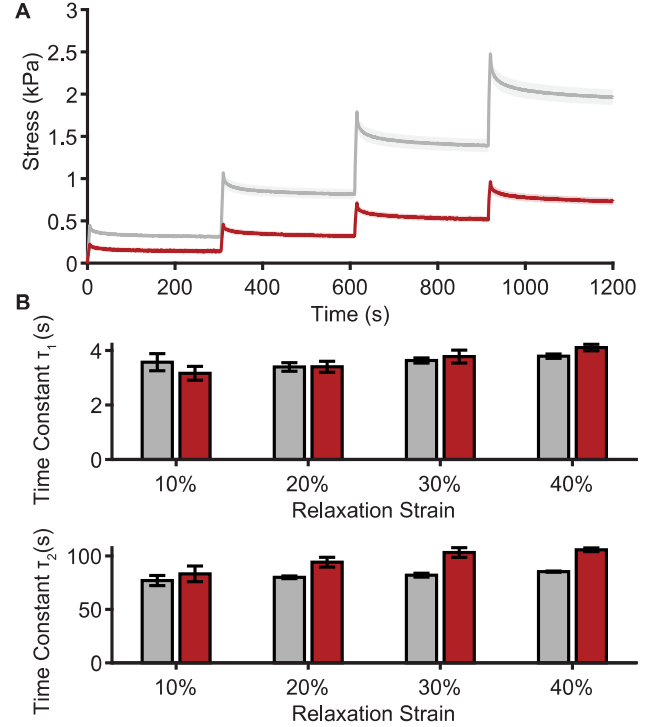 A
Stress (kPa)
3
2.5
2
1.5
1
0.5
0
0 200 400 600 800 1000 1200
Time (s)
B
Time Constant τ1 (s)
4
2
0
10% 20% 30% 40%
Relaxation Strain
Time Constant τ2(s)
100
50
0
10% 20% 30% 40%
Relaxation Strain